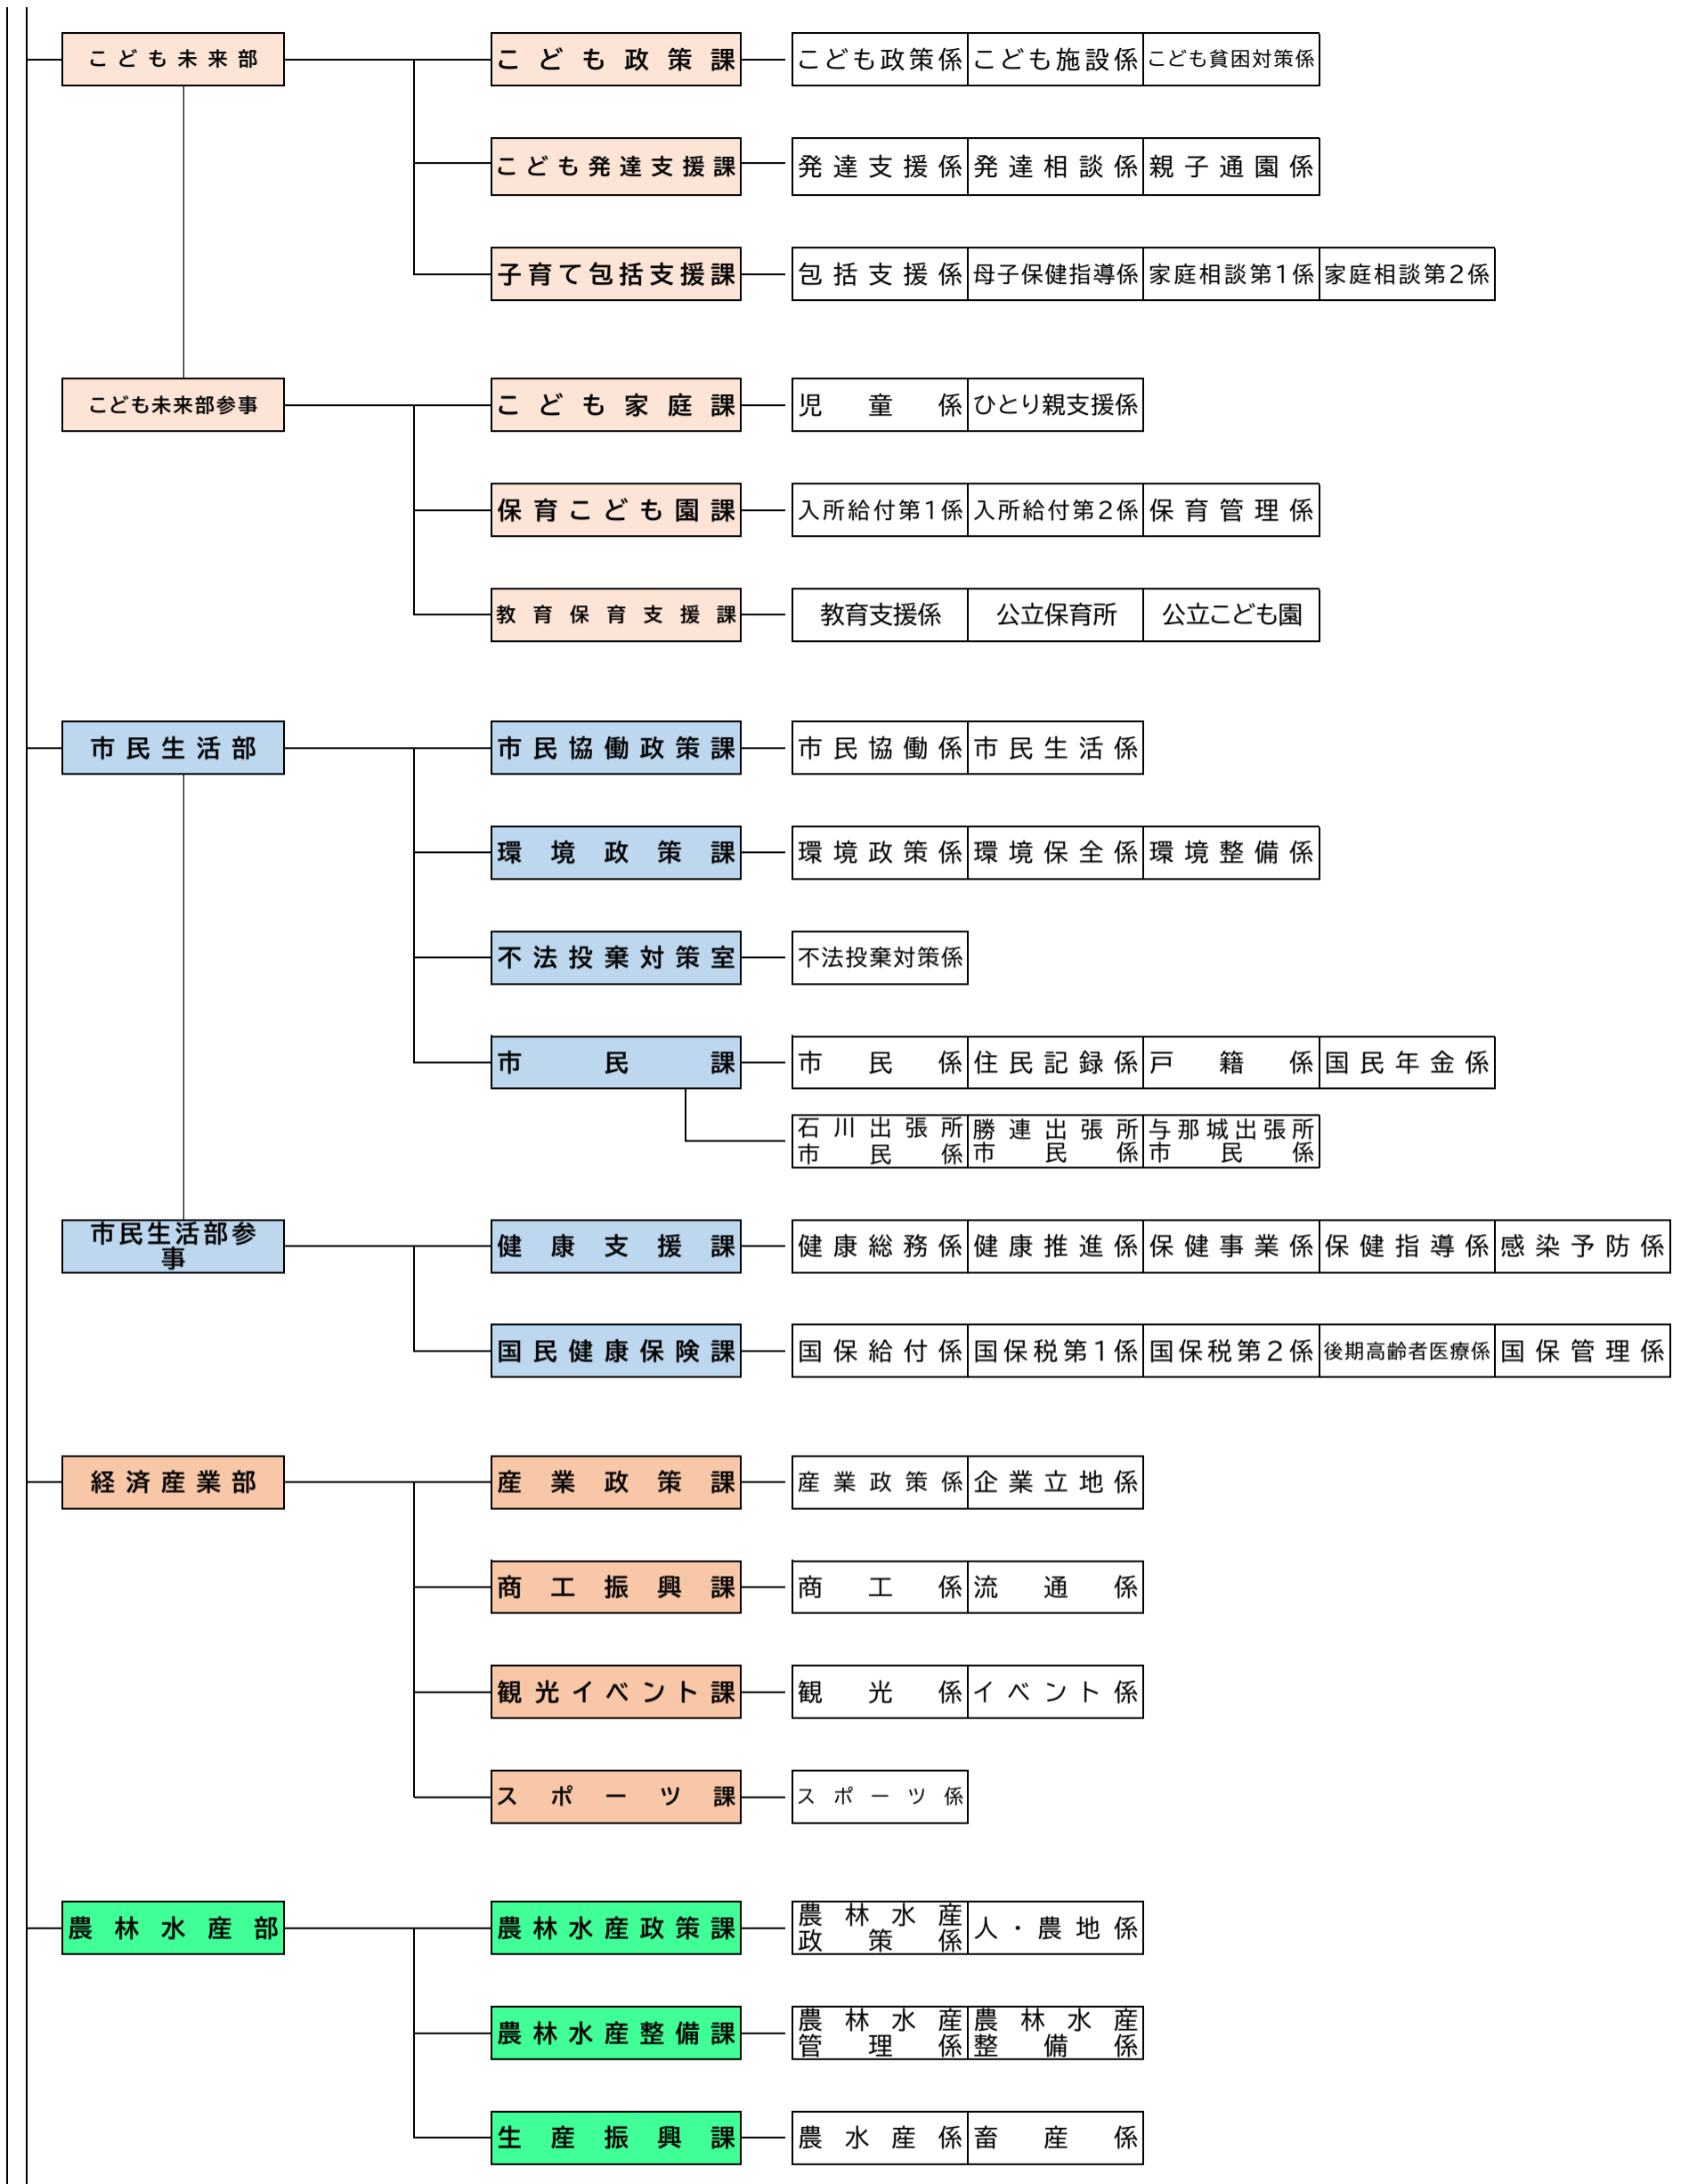 こども未来部
こども政策課
こども政策係 こども施設係 こども貧困対策係
こども発達支援課
発達支援係 発達相談係 親子通園係
子育て包括支援課
包括支援係 母子保健指導係 家庭相談第1係 家庭相談第2係
こども未来部参事
こども家庭課
児童係 ひとり親支援係
保育こども園課
入所給付第1係 入所給付第2係 保育管理係
教育保育支援課
教育支援係 公立保育所 公立こども園
市民生活部
市民協働政策課
市民協働係 市民生活係
環境政策課
環境政策係 環境保全係 環境整備係
不法投棄対策室
不法投棄対策係
市民課
市民係 住民記録係 戸籍係 国民年金係
石川出張所
市民係
勝連出張所
市民係
与那城出張所
市民係
市民生活部参
事
健康支援課
健康総務係 健康推進係 保健事業係 保健指導係 感染予防係
国民健康保険課
国保給付係 国保税第1係 国保税第2係 後期高齢者医療係 国保管理係
経済産業部
産業政策課
産業政策係 企業立地係
商工振興課
商工係 流通係
観光イベント課
観光係 イベント係
スポーツ課
スポーツ係
農林水産部
農林水産政策課
農林水産
政策係
人・農地係
農林水産整備課
農林水産
管理係
農林水産
整備係
生産振興課
農水産係 畜産係